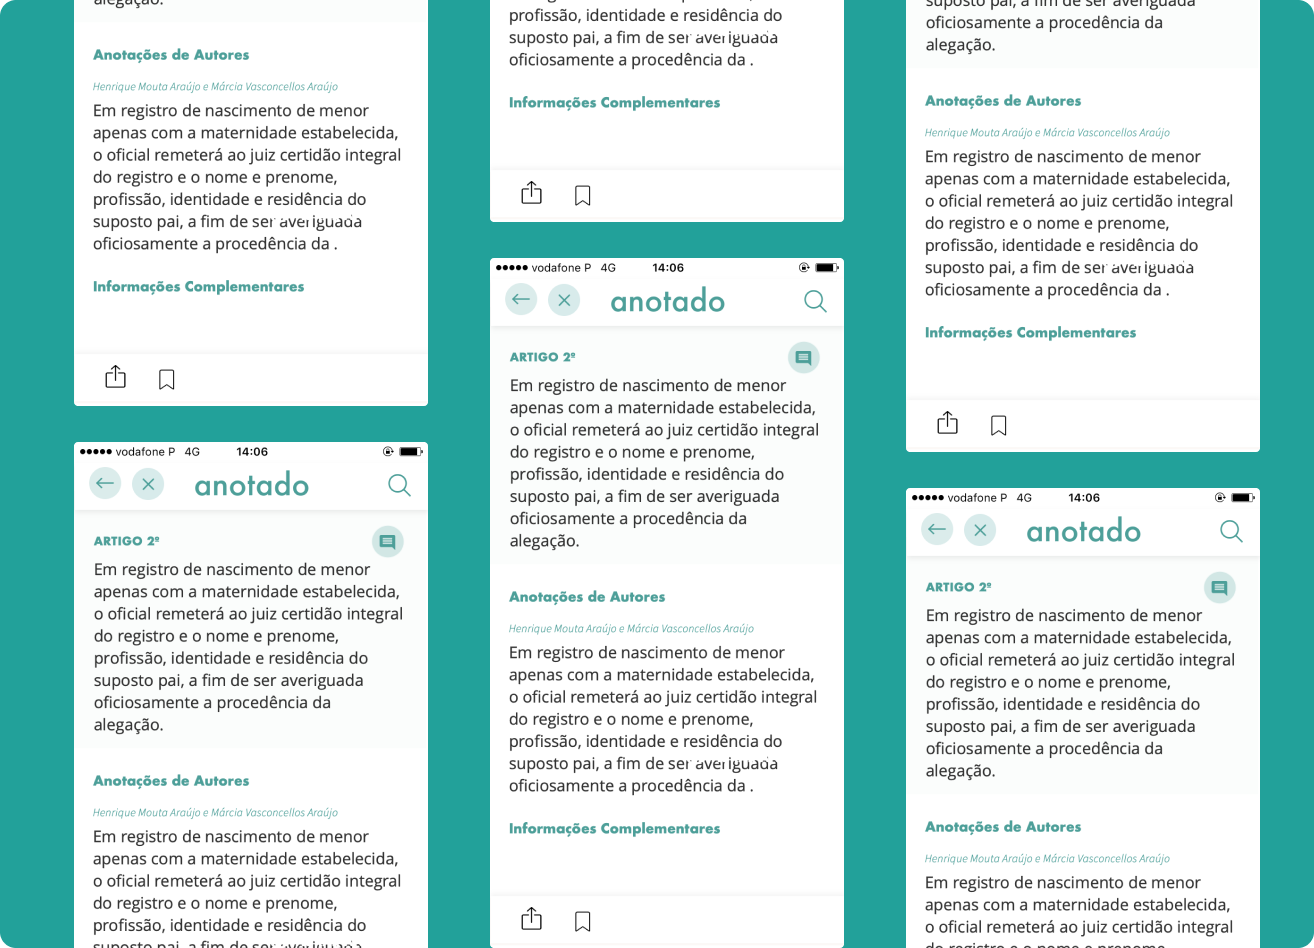 alegação.
Anotações de Autores
Henrique Mouta Araújo e Márcia Vasconcellos Araújo
Em registro de nascimento de menor
apenas com a maternidade estabelecida,
o oficial remeterá ao juiz certidão integral
do registro e o nome e prenome,
profissão, identidade e residência do
suposto pai, a fim de ser averiguada
oficiosamente a procedência da .
Informações Complementares
vodafone P 4G 14:06
anotado
ARTIGO 2º
Em registro de nascimento de menor
apenas com a maternidade estabelecida,
o oficial remeterá ao juiz certidão integral
do registro e o nome e prenome,
profissão, identidade e residência do
suposto pai, a fim de ser averiguada
oficiosamente a procedência da
alegação.
Anotações de Autores
Henrique Mouta Araújo e Márcia Vasconcellos Araújo
Em registro de nascimento de menor
apenas com a maternidade estabelecida,
o oficial remeterá ao juiz certidão integral
do registro e o nome e prenome,
profissão, identidade e residência do
suposto pai, a fim de ser
profissão, identidade e residência do
suposto pai, a fim de ser averiguada
oficiosamente a procedência da .
Informações Complementares
vodafone P 4G 14:06
anotado
ARTIGO 2º
Em registro de nascimento de menor
apenas com a maternidade estabelecida,
o oficial remeterá ao juiz certidão integral
do registro e o nome e prenome,
profissão, identidade e residência do
suposto pai, a fim de ser averiguada
oficiosamente a procedência da
alegação.
Anotações de Autores
Henrique Mouta Araújo e Márcia Vasconcellos Araújo
Em registro de nascimento de menor
apenas com a maternidade estabelecida,
o oficial remeterá ao juiz certidão integral
do registro e o nome e prenome,
profissão, identidade e residência do
suposto pai, a fim de ser averiguada
oficiosamente a procedência da .
Informações Complementares
suposto pai, a fim de ser averiguada
oficiosamente a procedência da
alegação.
Anotações de Autores
Henrique Mouta Araújo e Márcia Vasconcellos Araújo
Em registro de nascimento de menor
apenas com a maternidade estabelecida,
o oficial remeterá ao juiz certidão integral
do registro e o nome e prenome,
profissão, identidade e residência do
suposto pai, a fim de ser averiguada
oficiosamente a procedência da .
Informações Complementares
vodafone P 4G 14:06
anotado
ARTIGO 2º
Em registro de nascimento de menor
apenas com a maternidade estabelecida,
o oficial remeterá ao juiz certidão integral
do registro e o nome e prenome,
profissão, identidade e residência do
suposto pai, a fim de ser averiguada
oficiosamente a procedência da
alegação.
Anotações de Autores
Henrique Mouta Araújo e Márcia Vasconcellos Araújo
Em registro de nascimento de menor
apenas com a maternidade estabelecida,
o oficial remeterá ao juiz certidão integral
do registro e o nome e prenome,